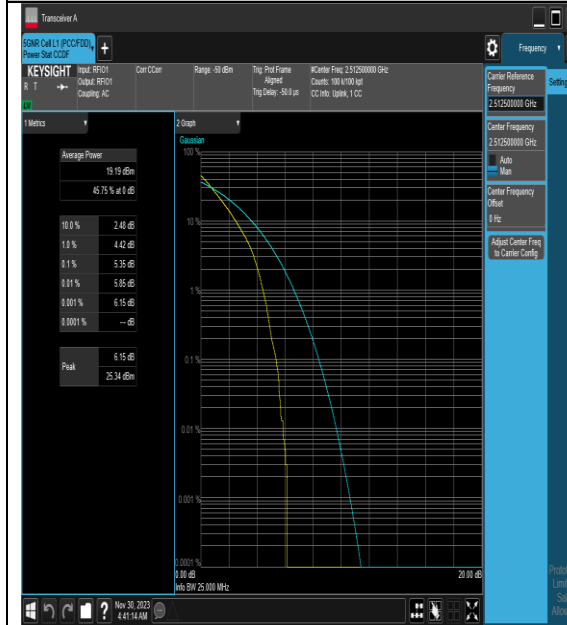 Transceiver A
5GNR Cell L1 (PCC/FDD),
Power Stat CCDF
Frequency
KEYSIGHT
R T
LV
Input: RFIO1
Output: RFIO1
Coupling: AC
Corr CCorr
Range: -50 dBm
Trig: Prot Frame
Aligned
Trig Delay: -50.0 µs
#Center Freq: 2.512500000 GHz
Counts: 100 k/100 kpt
CC Info: Uplink, 1 CC
Carrier Reference
Frequency
2.512500000 GHz
Center Frequency
2.512500000 GHz
Auto
Man
Center Frequency
Offset
0 Hz
Adjust Center Freq
to Carrier Config
1 Metrics
Average Power
19.19 dBm
45.75 % at 0 dB
10.0 % 2.48 dB
1.0 % 4.42 dB
0.1 % 5.35 dB
0.01 % 5.85 dB
0.001 % 6.15 dB
0.0001 % --- dB
Peak
6.15 dB
25.34 dBm
2 Graph
Gaussian
100 %
10 %
1 %
0.1 %
0.01 %
0.001 %
0.0001 %
0.00 dB
20.00 dB
Info BW 25.000 MHz
Nov 30, 2023
4:41:14 AM